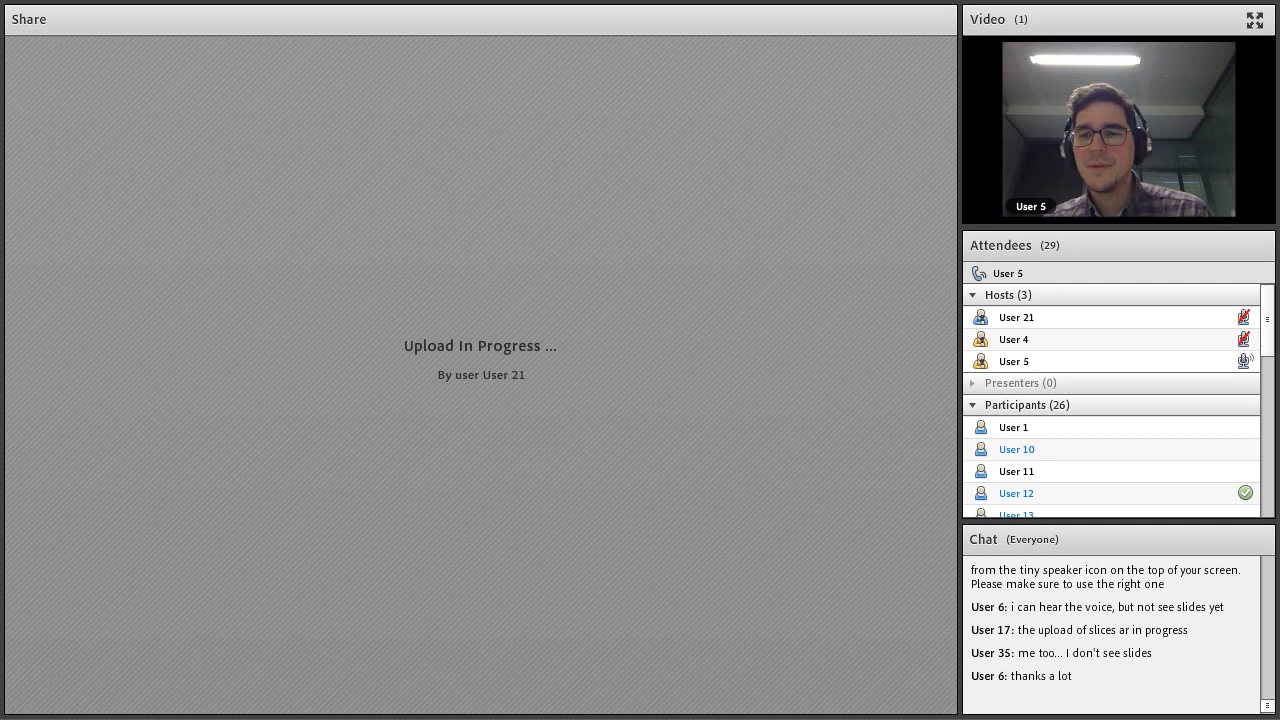 Share
Upload In Progress ...
By user User 21
Video (1)
User 5
Attendees (29)
User 5
Hosts (3)
User 21
User 4
User 5
Presenters (0)
Participants (26)
User 1
User 10
User 11
User 12
User 13
Chat (Everyone)
from the tiny speaker icon on the top of your screen.
Please make sure to use the right one
User 6: i can hear the voice, but not see slides yet
User 17: the upload of slices ar in progress
User 35: me too... I don't see slides
User 6: thanks a lot